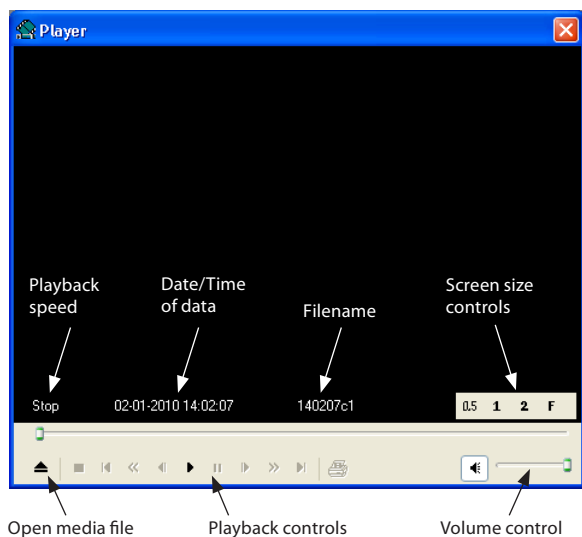 Player
Playback speed
Date/Time of data
Filename
Screen size controls
Stop 02-01-2010 14:02:07 140207c1 0.5 1 2 F
Open media file Playback controls Volume control